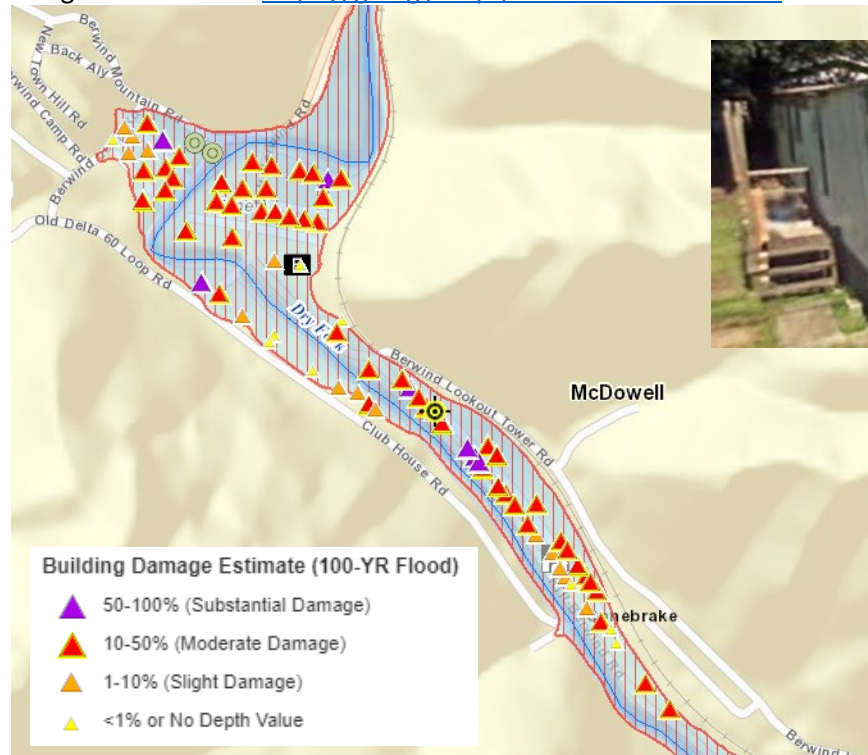 Berwind Mountain Rd
Back Aly
New Town Hill Rd
Berwind Camp Rd
Berwind
Old Delta 60 Loop Rd
Dry Fork
Berwind Lookout Tower Rd
McDowell
Club House Rd
Building Damage Estimate (100-YR Flood)
50-100% (Substantial Damage)
10-50% (Moderate Damage)
1-10% (Slight Damage)
<1% or No Depth Value
nebrake
Berwind